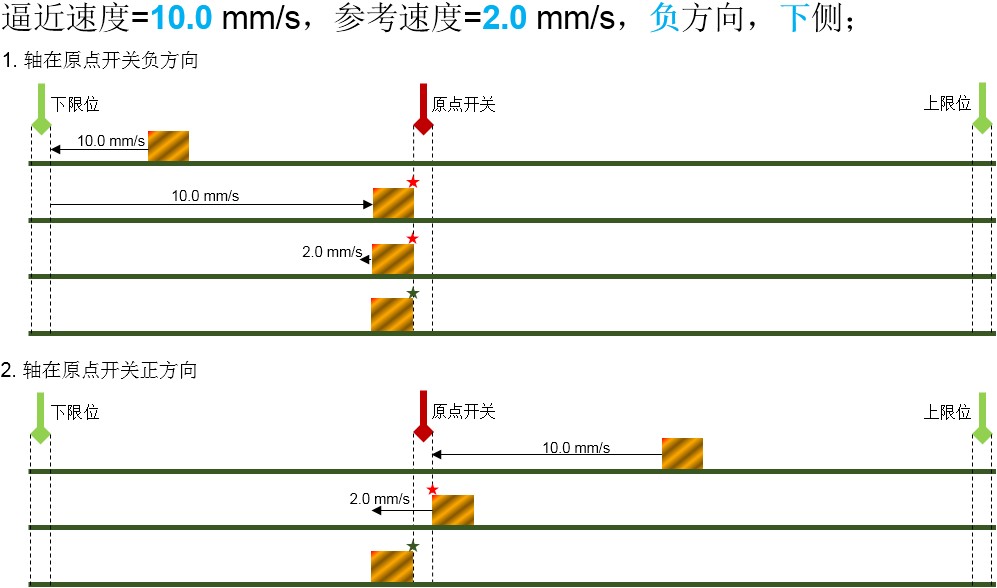 逼近速度=10.0 mm/s，参考速度=2.0 mm/s，负方向，下侧；
1. 轴在原点开关负方向
下限位
原点开关
上限位
10.0 mm/s
10.0 mm/s
2.0 mm/s
2. 轴在原点开关正方向
下限位
原点开关
上限位
10.0 mm/s
2.0 mm/s